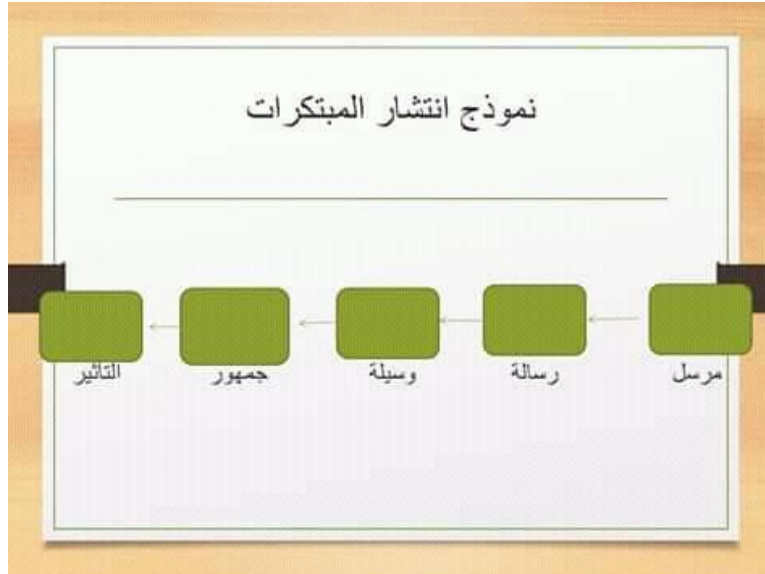 نموذج انتشار المبتكرات
مرسل رسالة وسيلة جمهور التأثير